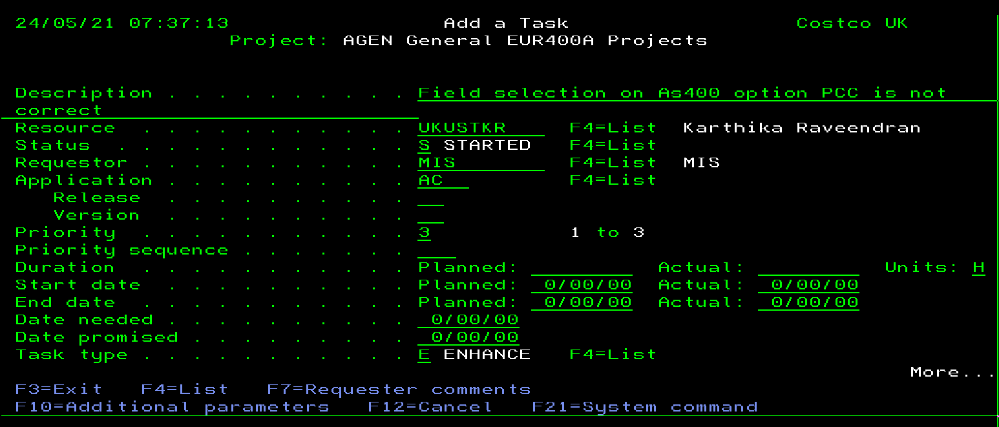 24/05/21 07:37:13 Add a Task Costco UK
Project: AGEN General EUR400A Projects
Description . . . . . . . . . . Field selection on As400 option PCC is not
correct
Resource . . . . . . . . . . . UKUSTKR F4=List Karthika Raveendran
Status . . . . . . . . . . . . S STARTED F4=List
Requestor . . . . . . . . . . . MIS F4=List MIS
Application . . . . . . . . . . AC F4=List
Release . . . . . . . . . .
Version . . . . . . . . . .
Priority . . . . . . . . . . . 3 1 to 3
Priority sequence . . . . . . .
Duration . . . . . . . . . . . Planned: Actual: Units: H
Start date . . . . . . . . . . Planned: 0/00/00 Actual: 0/00/00
End date . . . . . . . . . . . Planned: 0/00/00 Actual: 0/00/00
Date needed . . . . . . . . . . 0/00/00
Date promised . . . . . . . . . 0/00/00
Task type . . . . . . . . . . . E ENHANCE F4=List
More...
F3=Exit F4=List F7=Requester comments
F10=Additional parameters F12=Cancel F21=System command